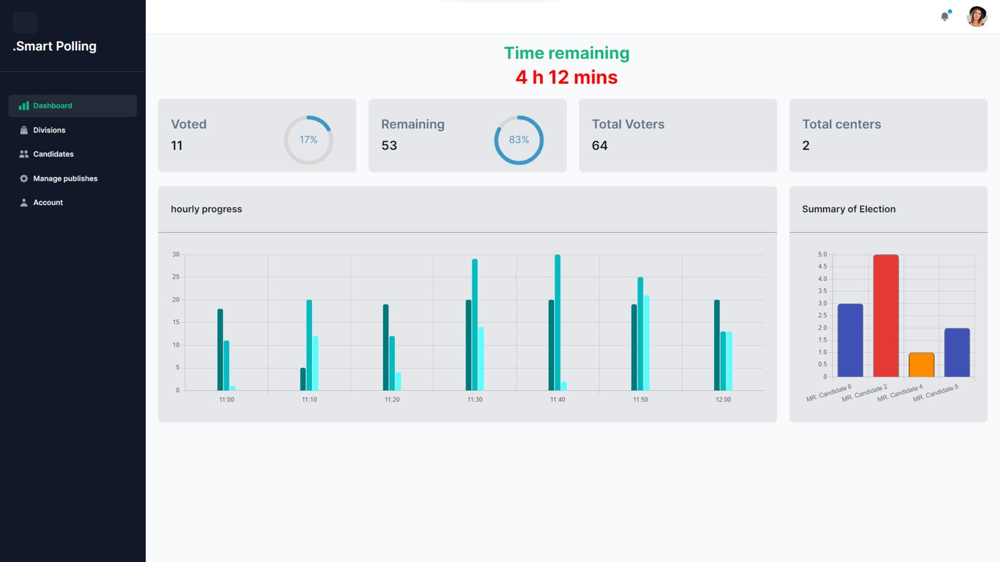 .Smart Polling
Dashboard
Divisions
Candidates
Manage publishes
Account
Time remaining
4 h 12 mins
Voted
11
17%
Remaining
53
83%
Total Voters
64
Total centers
2
hourly progress
30
25
20
15
10
5
0
11:00 11:10 11:20 11:30 11:40 11:50 12:00
Summary of Election
5.0
4.5
4.0
3.5
3.0
2.5
2.0
1.5
1.0
0.5
0
MR. Candidate 6
MR. Candidate 2
MR. Candidate 4
MR. Candidate 5